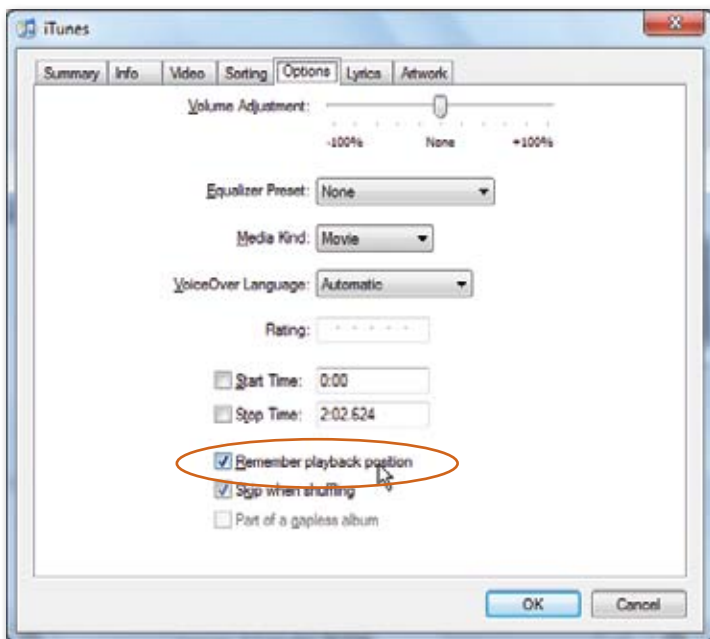 iTunes
Summary Info Video Sorting Options Lyrics Artwork
Volume Adjustment:
-100% None +100%
Equalizer Preset: None
Media Kind: Movie
VoiceOver Language: Automatic
Rating:
Start Time: 0:00
Stop Time: 2:02.624
Remember playback position
Skip when shuffling
Part of a gapless album
OK Cancel